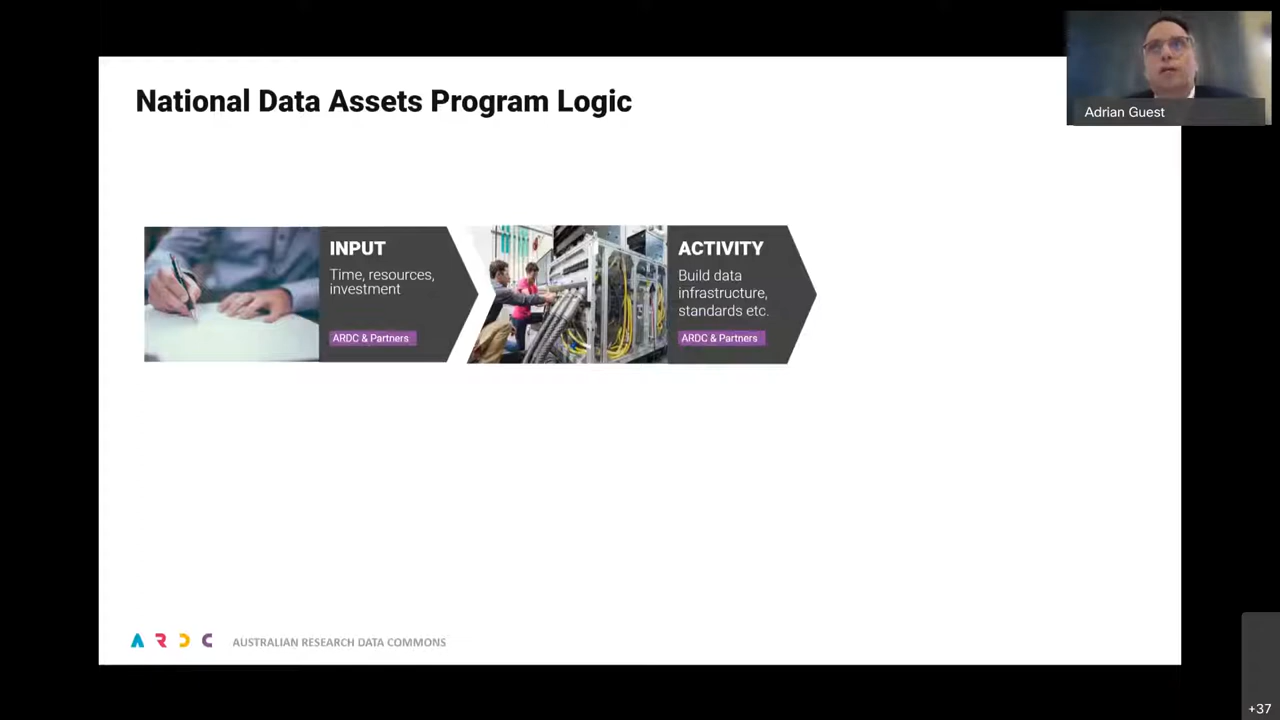 National Data Assets Program Logic
Adrian Guest
INPUT
Time, resources,
investment
ARDC & Partners
ACTIVITY
Build data
infrastructure,
standards etc.
ARDC & Partners
ARDC AUSTRALIAN RESEARCH DATA COMMONS
+37